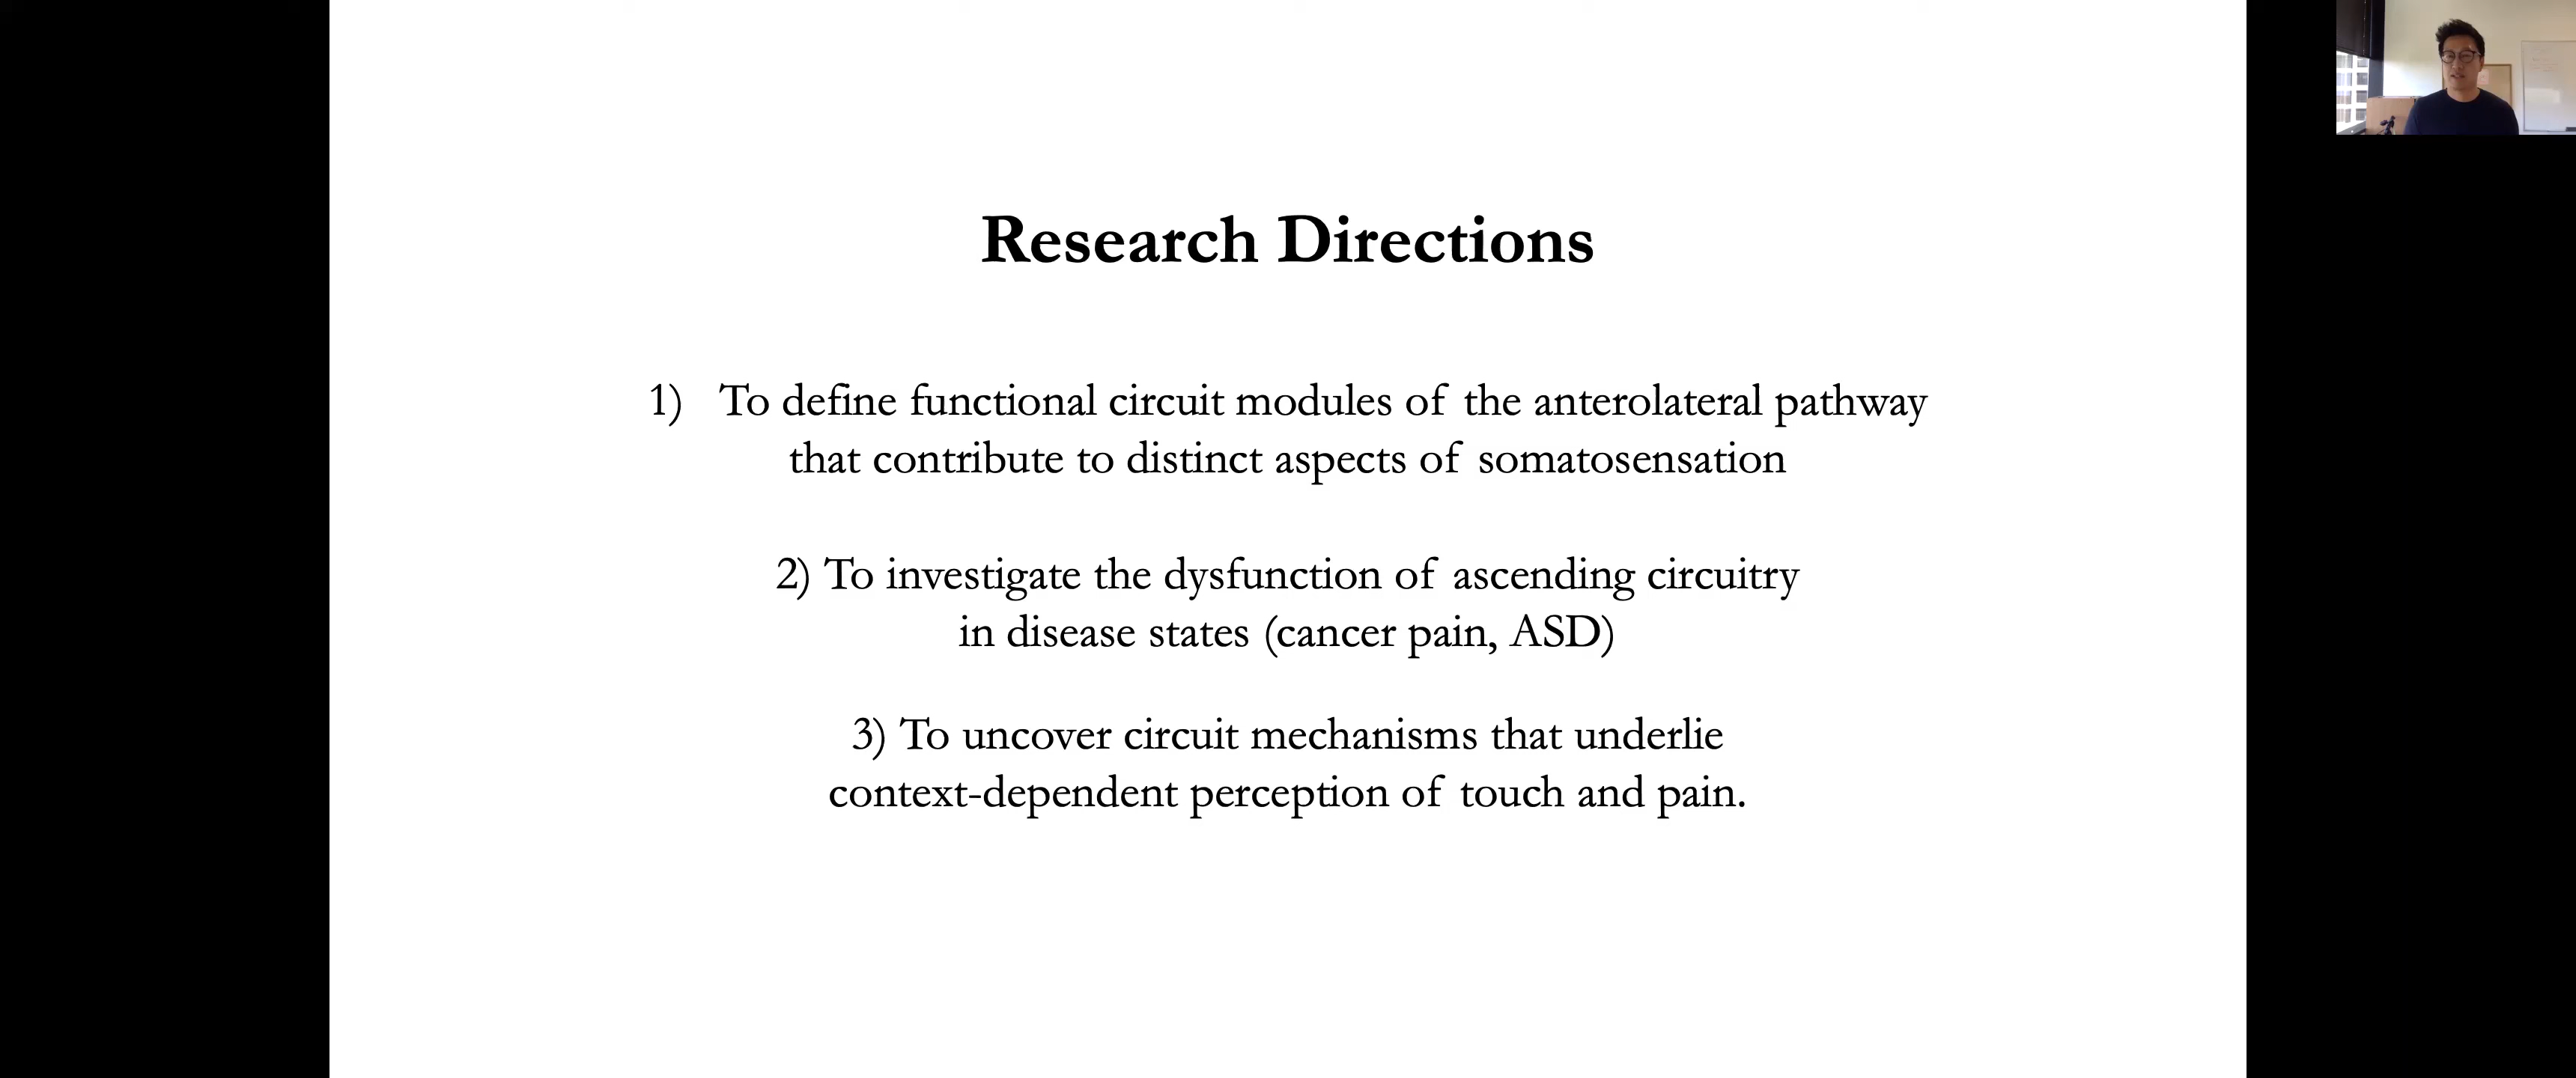 Research Directions
1) To define functional circuit modules of the anterolateral pathway
that contribute to distinct aspects of somatosensation
2) To investigate the dysfunction of ascending circuitry
in disease states (cancer pain, ASD)
3) To uncover circuit mechanisms that underlie
context-dependent perception of touch and pain.